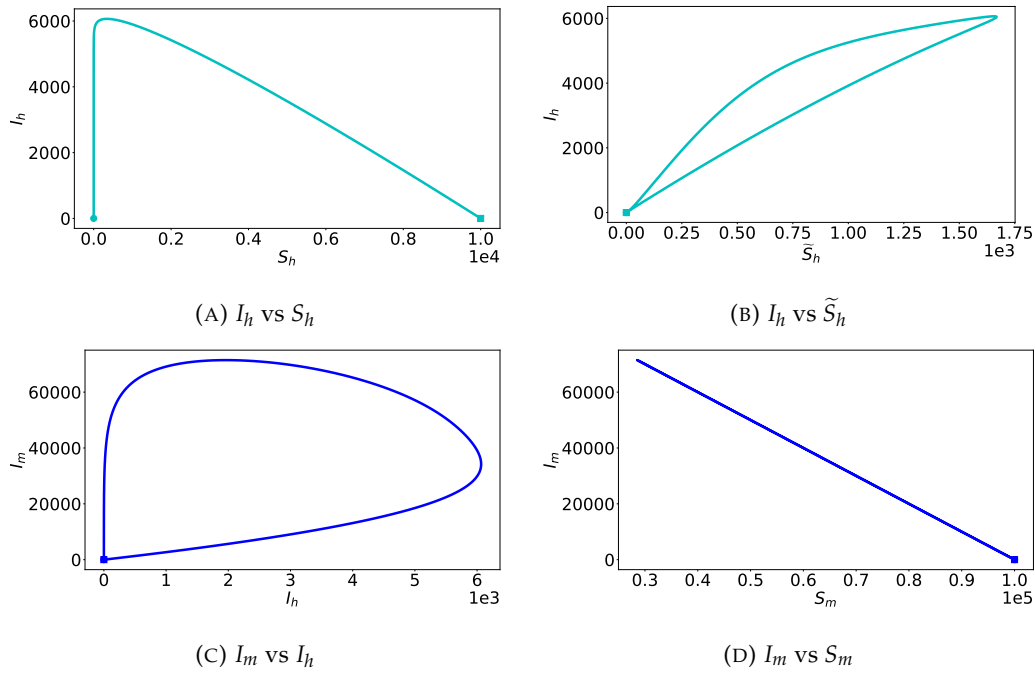 6000
4000
2000
0
I_h
0.0 0.2 0.4 0.6 0.8 1.0
1e4
S_h
(A) I_h vs S_h
6000
4000
2000
0
I_h
0.00 0.25 0.50 0.75 1.00 1.25 1.50 1.75
1e3
S̃_h
(B) I_h vs S̃_h
60000
40000
20000
0
I_m
0 1 2 3 4 5 6
1e3
I_h
(C) I_m vs I_h
60000
40000
20000
0
I_m
0.3 0.4 0.5 0.6 0.7 0.8 0.9 1.0
1e5
S_m
(D) I_m vs S_m